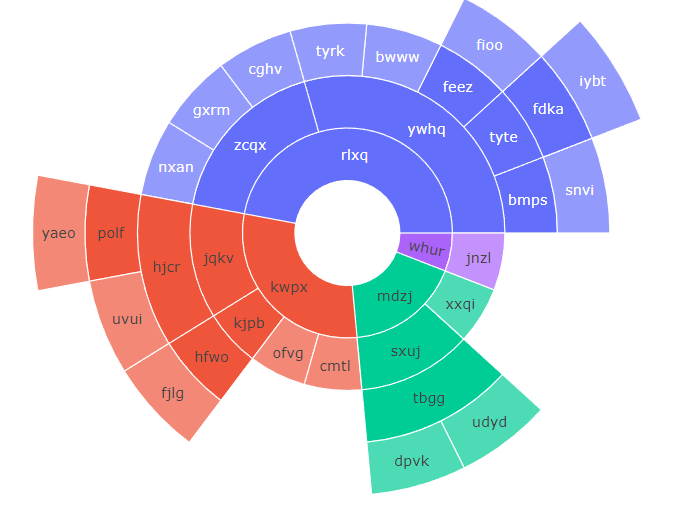 fioo
tyrk
bwww
cghv
iybt
feez
gxrm
fdka
ywhq
tyte
zcqx
rlxq
nxan
snvi
bmps
yaeo
polf
whur
jnzl
jqkv
hjcr
kwpx
mdzj
xxqi
uvui
kjpb
sxuj
ofvg
hfwo
cmtl
fjlg
tbgg
udyd
dpvk